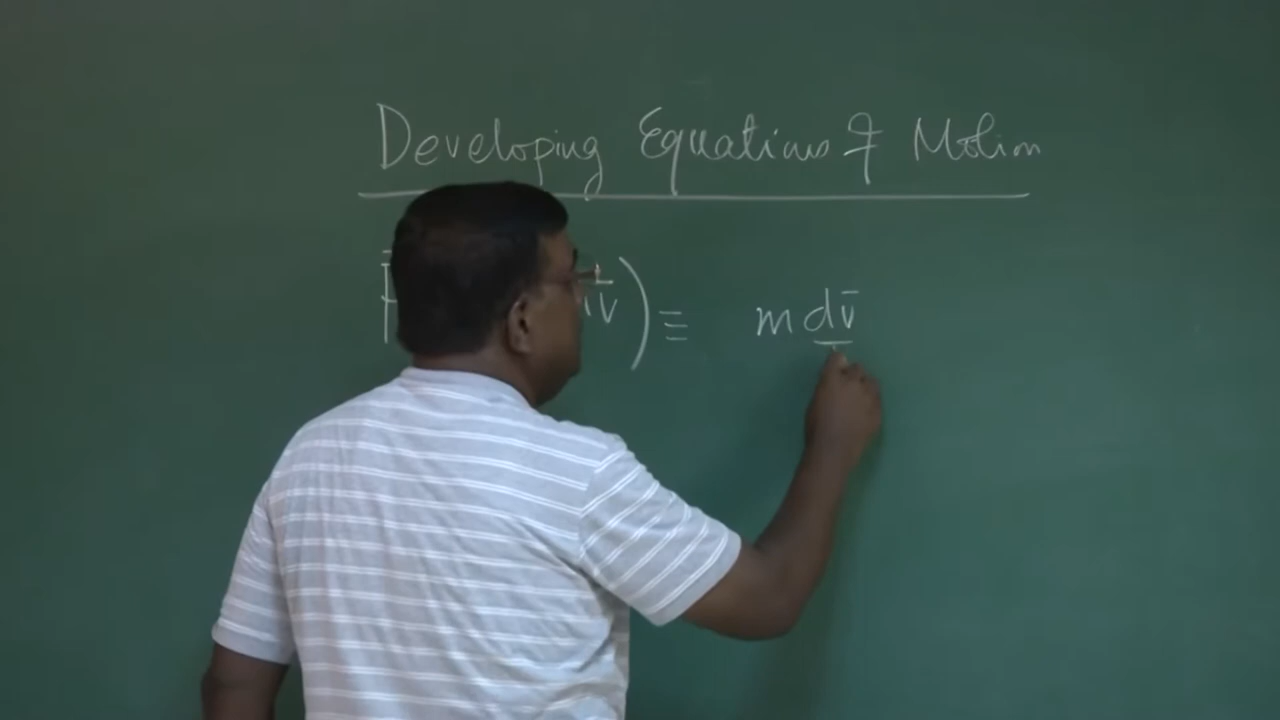 Developing Equations of Motion
v̄) ≡ m dv̄